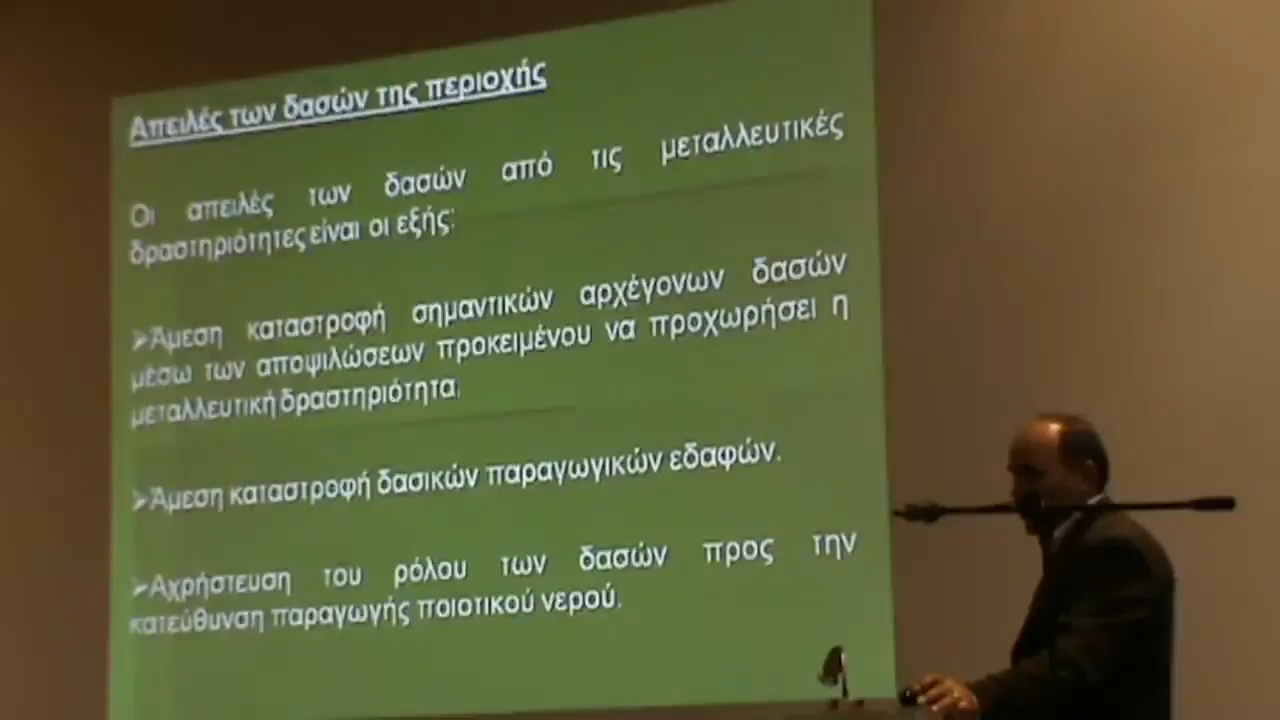 Απειλές των δασών της περιοχής
Οι απειλές των δασών από τις μεταλλευτικές
δραστηριότητες είναι οι εξής:
➢Άμεση καταστροφή σημαντικών αρχέγονων δασών
μέσω των αποψιλώσεων προκειμένου να προχωρήσει η
μεταλλευτική δραστηριότητα.
➢Άμεση καταστροφή δασικών παραγωγικών εδαφών.
➢Αχρήστευση του ρόλου των δασών προς την
κατεύθυνση παραγωγής ποιοτικού νερού.